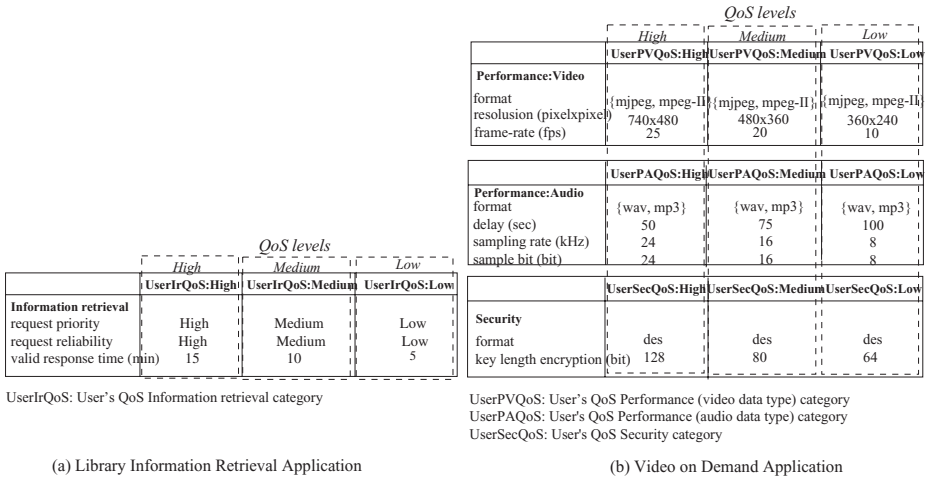 QoS levels
High Medium Low
UserIrQoS:High UserIrQoS:Medium UserIrQoS:Low
Information retrieval
request priority High Medium Low
request reliability High Medium Low
valid response time (min) 15 10 5
UserIrQoS: User's QoS Information retrieval category
(a) Library Information Retrieval Application
QoS levels
High Medium Low
UserPVQoS:High UserPVQoS:Medium UserPVQoS:Low
Performance:Video
format {mjpeg, mpeg-II} {mjpeg, mpeg-II} {mjpeg, mpeg-II}
resolusion (pixelxpixel) 740x480 480x360 360x240
frame-rate (fps) 25 20 10
UserPAQoS:High UserPAQoS:Medium UserPAQoS:Low
Performance:Audio
format {wav, mp3} {wav, mp3} {wav, mp3}
delay (sec) 50 75 100
sampling rate (kHz) 24 16 8
sample bit (bit) 24 16 8
UserSecQoS:High UserSecQoS:Medium UserSecQoS:Low
Security
format des des des
key length encryption (bit) 128 80 64
UserPVQoS: User's QoS Performance (video data type) category
UserPAQoS: User's QoS Performance (audio data type) category
UserSecQoS: User's QoS Security category
(b) Video on Demand Application